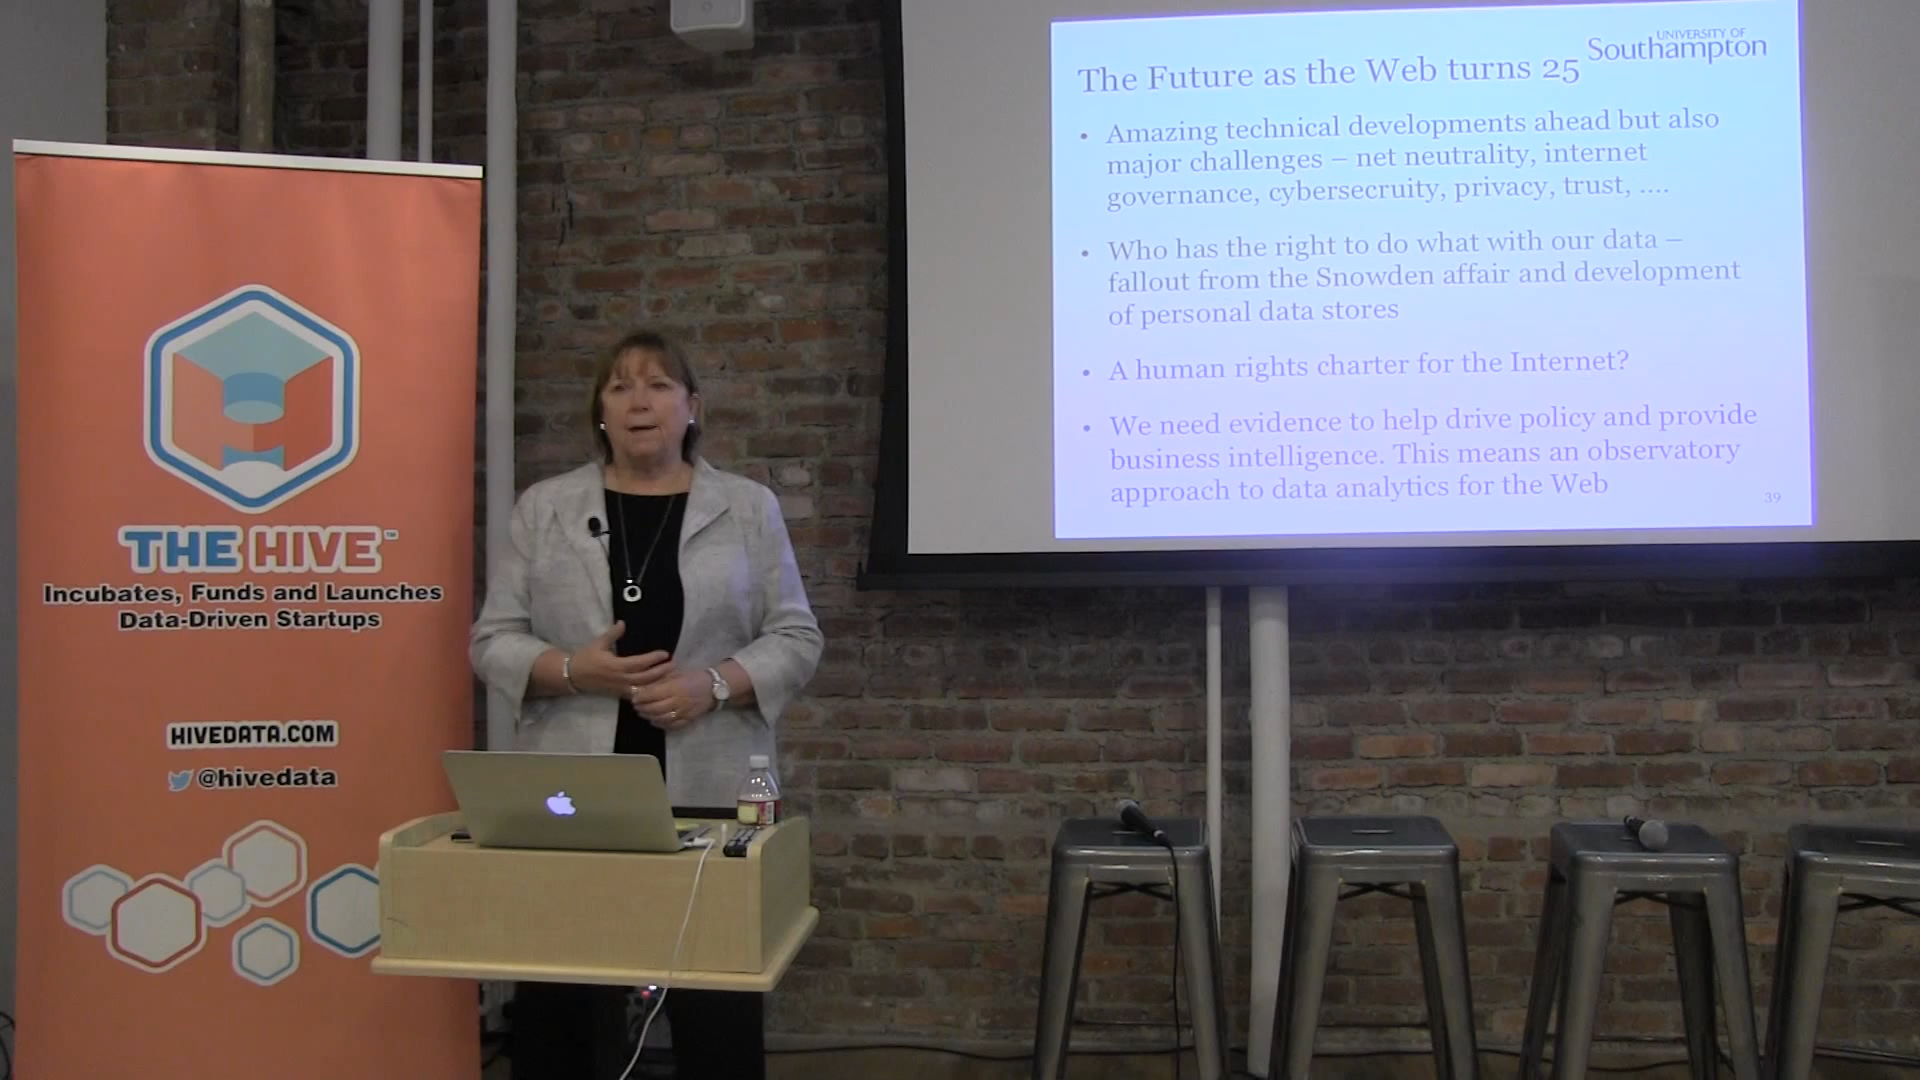 THE HIVE™
Incubates, Funds and Launches
Data-Driven Startups
HIVEDATA.COM
@hivedata
UNIVERSITY OF
Southampton
The Future as the Web turns 25
• Amazing technical developments ahead but also
major challenges – net neutrality, internet
governance, cybersecruity, privacy, trust, ....
• Who has the right to do what with our data –
fallout from the Snowden affair and development
of personal data stores
• A human rights charter for the Internet?
• We need evidence to help drive policy and provide
business intelligence. This means an observatory
approach to data analytics for the Web
39